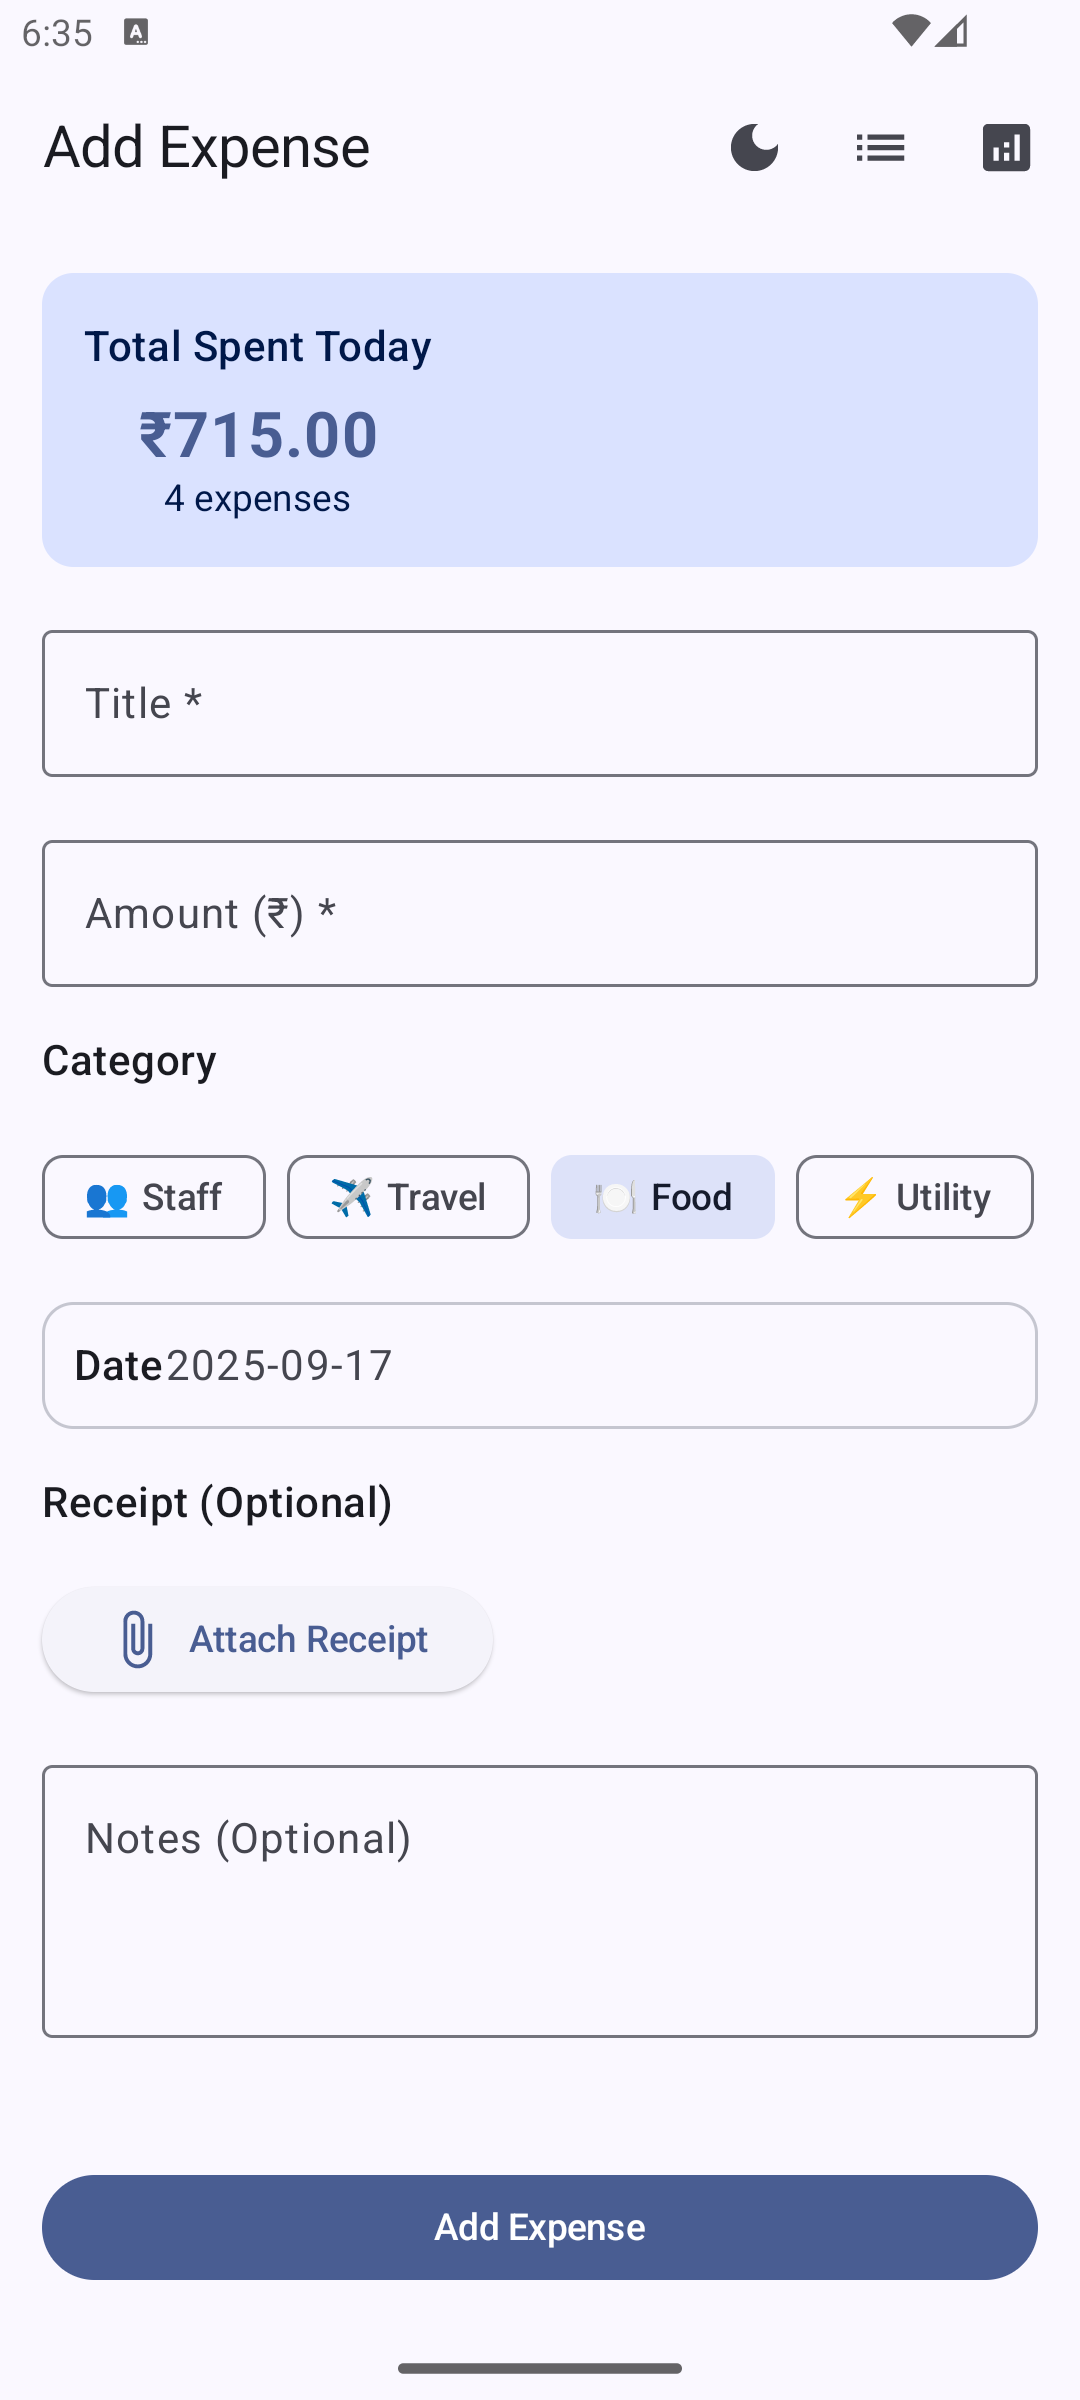 6:35
Add Expense
Total Spent Today
₹715.00
4 expenses
Title *
Amount (₹) *
Category
Staff Travel Food Utility
Date 2025-09-17
Receipt (Optional)
Attach Receipt
Notes (Optional)
Add Expense